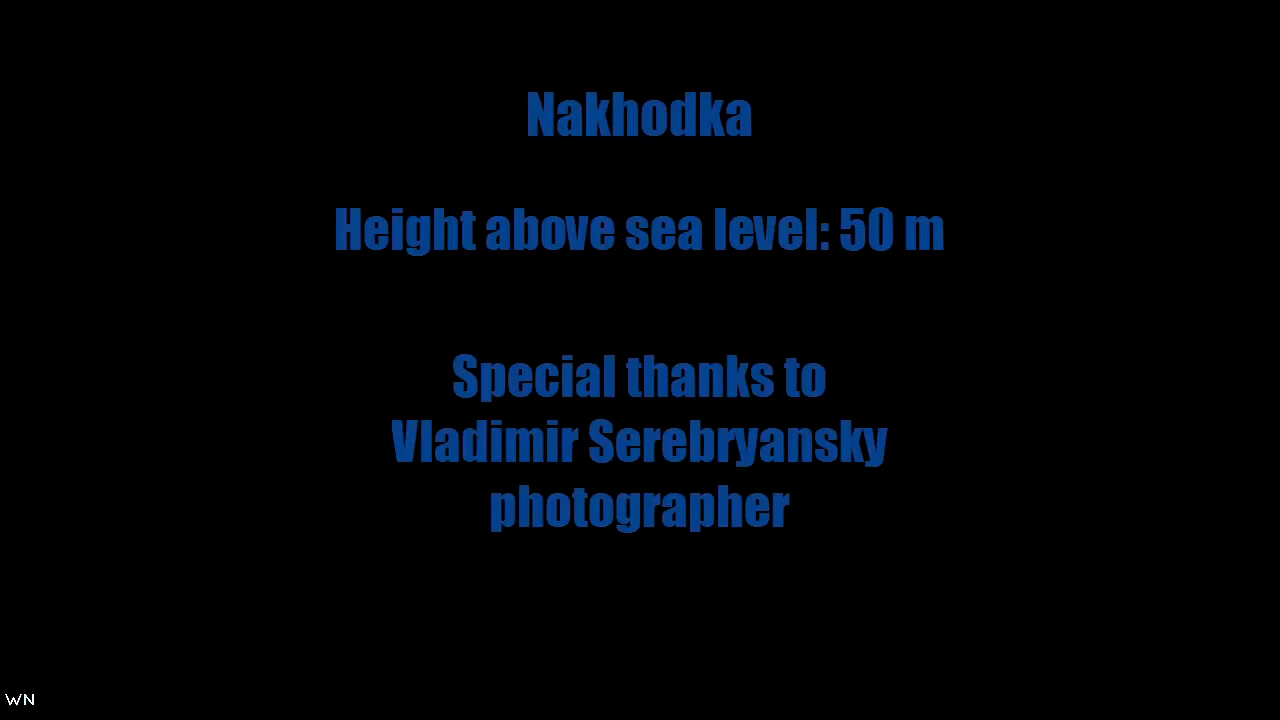 Nakhodka
Height above sea level: 50 m
Special thanks to
Vladimir Serebryansky
photographer
WN